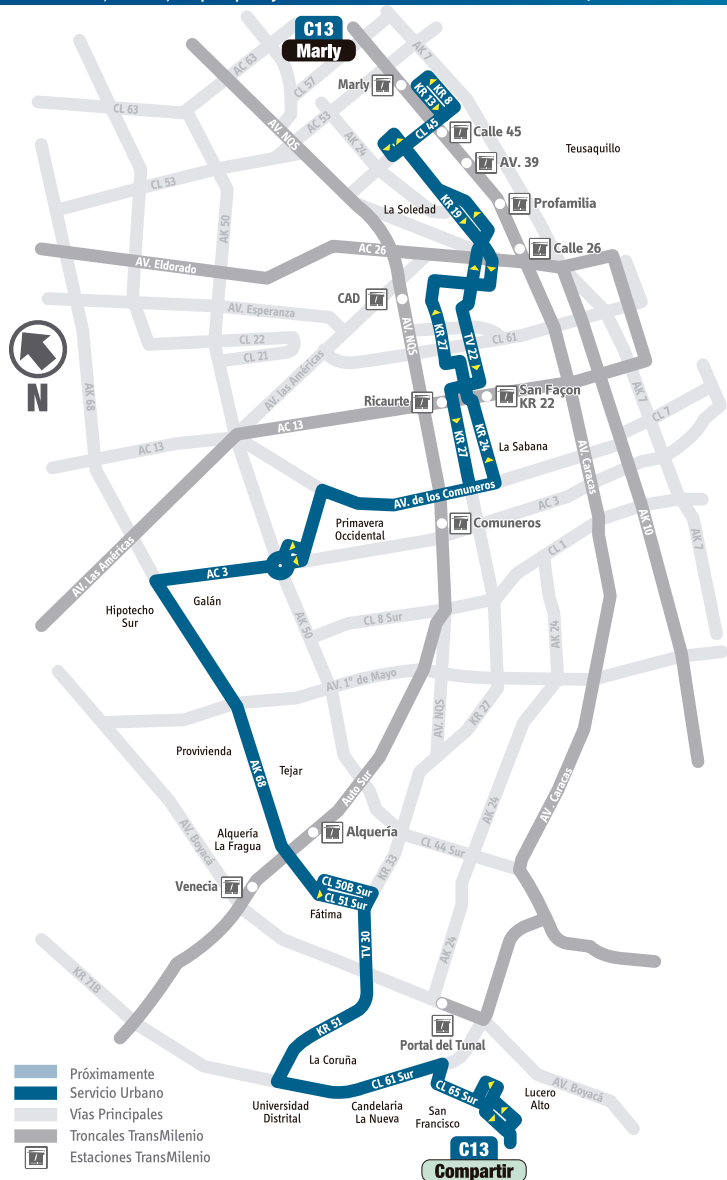 C13
Marly
AK 7
AC 63
CL 57
Marly
KR 8
KR 13
CL 63
AC 53
AV. NQS
AK 24
CL 45
Calle 45
Teusaquillo
AV. 39
CL 53
La Soledad
KR 19
Profamilia
AK 50
AC 26
Calle 26
AV. Eldorado
CAD
AV. Esperanza
AV. NQS
KR 27
TV 22
CL 61
CL 22
CL 21
N
AV. las Américas
AK 68
Ricaurte
San Façon
KR 22
AK 7
CL 7
AC 13
AC 13
KR 27
KR 24
La Sabana
AV. Caracas
AV. de los Comuneros
AC 3
AK 10
Primavera
Occidental
Comuneros
AK 7
CL 1
AV. Las Américas
AC 3
Galán
Hipotecho
Sur
AK 50
CL 8 Sur
AK 24
AV. 1º de Mayo
AV. NQS
KR 27
Provivienda
AK 68
Tejar
Auto Sur
AV. Caracas
AK 24
AV. Boyacá
Alquería
La Fragua
Alquería
CL 44 Sur
KR 33
Venecia
CL 50B Sur
CL 51 Sur
Fátima
TV 30
AK 24
KR 71B
KR 51
Portal del Tunal
La Coruña
CL 61 Sur
CL 65 Sur
AV. Boyacá
Lucero
Alto
Universidad
Distrital
Candelaria
La Nueva
San
Francisco
C13
Compartir
Próximamente
Servicio Urbano
Vías Principales
Troncales TransMilenio
Estaciones TransMilenio